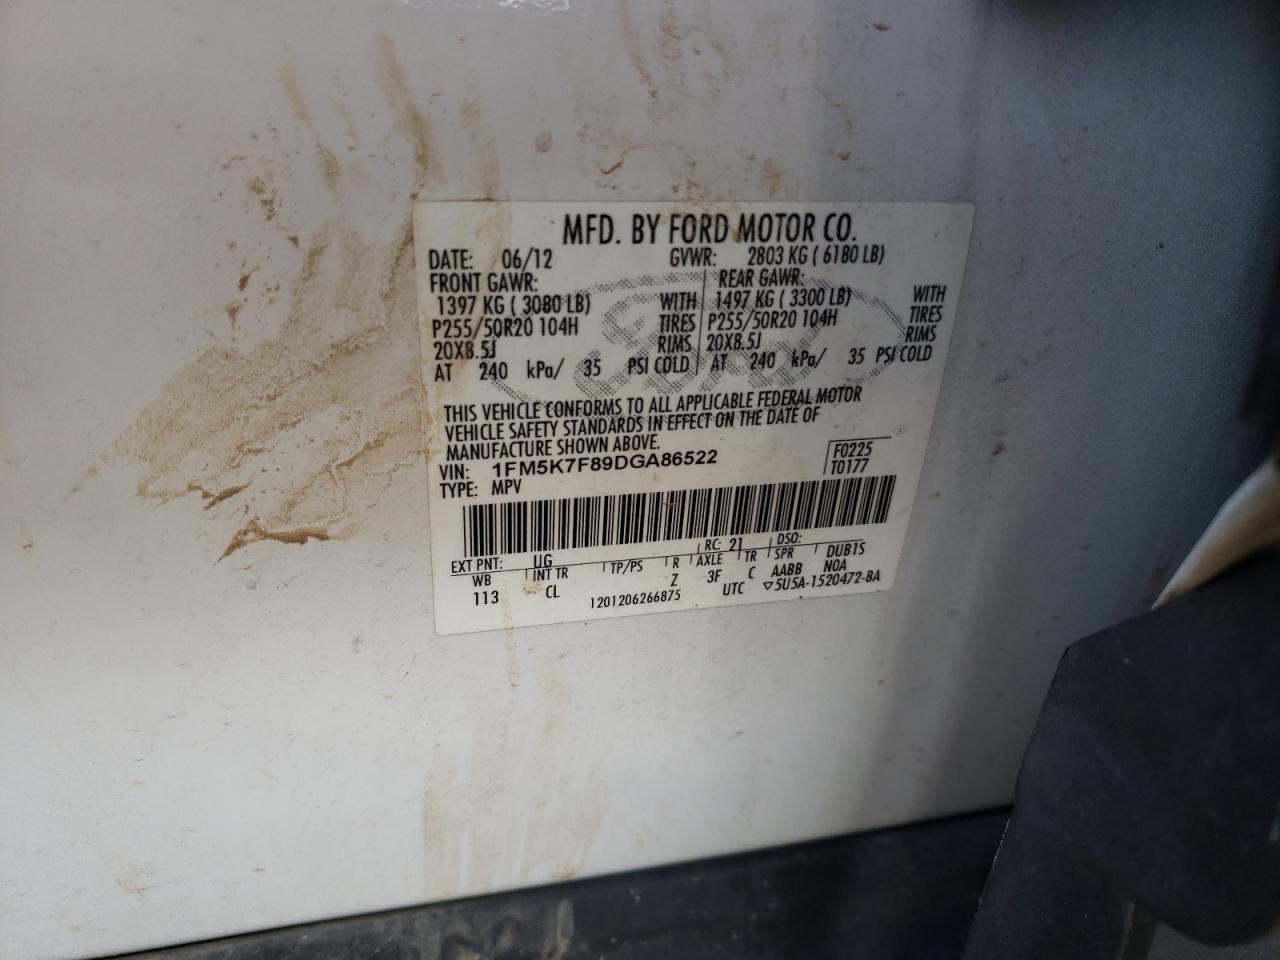 MFD. BY FORD MOTOR CO.
DATE: 06/12 GVWR: 2803 KG ( 6180 LB)
FRONT GAWR: REAR GAWR:
1397 KG ( 3080 LB) WITH 1497 KG ( 3300 LB) WITH
P255/50R20 104H TIRES P255/50R20 104H TIRES
20X8.5J RIMS 20X8.5J RIMS
AT 240 kPa/ 35 PSI COLD AT 240 kPa/ 35 PSI COLD
Ford
THIS VEHICLE CONFORMS TO ALL APPLICABLE FEDERAL MOTOR
VEHICLE SAFETY STANDARDS IN EFFECT ON THE DATE OF
MANUFACTURE SHOWN ABOVE.
VIN: 1FM5K7F89DGA86522 F0225
TYPE: MPV T0177
EXT PNT: UG RC: 21 DSO:
WB INT TR TP/PS R AXLE TR SPR DUB1S
113 CL Z 3F C AABB NOA
1201206266875 UTC ▽5U5A-1520472-BA